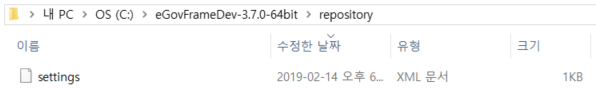 내 PC > OS (C:) > eGovFrameDev-3.7.0-64bit > repository
이름 수정한 날짜 유형 크기
settings 2019-02-14 오후 6... XML 문서 1KB